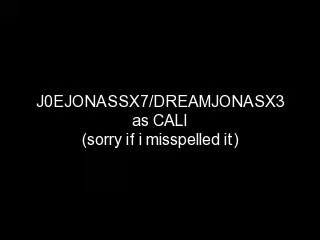 J0EJONASSX7/DREAMJONASX3
as CALI
(sorry if i misspelled it)